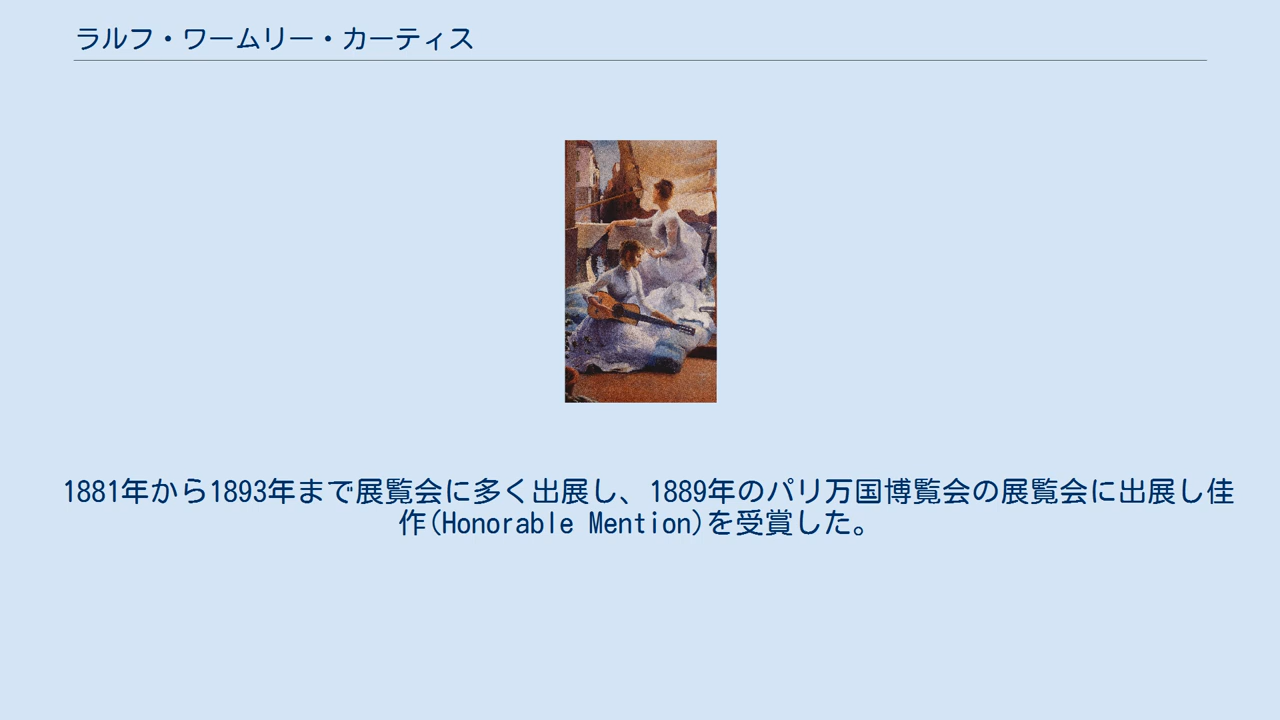 ラルフ・ワームリー・カーティス
1881年から1893年まで展覧会に多く出展し、1889年のパリ万国博覧会の展覧会に出展し佳
作(Honorable Mention)を受賞した。